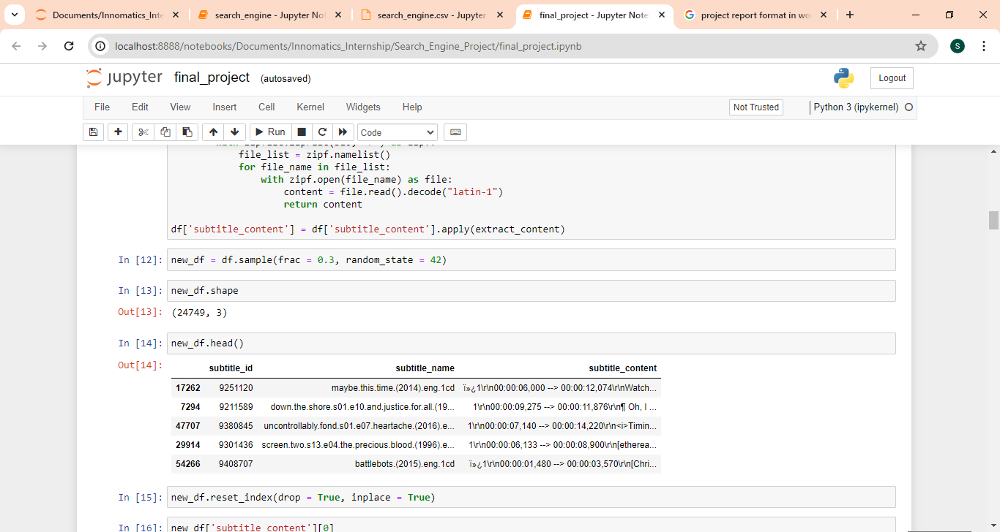 Documents/Innomatics_Inte
search_engine - Jupyter Not
search_engine.csv - Jupyter
final_project - Jupyter Note
project report format in wo
localhost:8888/notebooks/Documents/Innomatics_Internship/Search_Engine_Project/final_project.ipynb
S
jupyter final_project (autosaved)
Logout
File Edit View Insert Cell Kernel Widgets Help
Not Trusted
Python 3 (ipykernel)
Run
Code
file_list = zipf.namelist()
for file_name in file_list:
with zipf.open(file_name) as file:
content = file.read().decode("latin-1")
return content
df['subtitle_content'] = df['subtitle_content'].apply(extract_content)
In [12]: new_df = df.sample(frac = 0.3, random_state = 42)
In [13]: new_df.shape
Out[13]: (24749, 3)
In [14]: new_df.head()
Out[14]:
subtitle_id subtitle_name subtitle_content
17262 9251120 maybe.this.time.(2014).eng.1cd ï»¿1\r\n00:00:06,000 --> 00:00:12,074\r\nWatch...
7294 9211589 down.the.shore.s01.e10.and.justice.for.all.(19... 1\r\n00:00:09,275 --> 00:00:11,876\r\n¶ Oh, I ...
47707 9380845 uncontrollably.fond.s01.e07.heartache.(2016).e... 1\r\n00:00:07,140 --> 00:00:14,220\r\n<i>Timin...
29914 9301436 screen.two.s13.e04.the.precious.blood.(1996).e... 1\r\n00:00:06,133 --> 00:00:08,900\r\n[etherea...
54266 9408707 battlebots.(2015).eng.1cd ï»¿1\r\n00:00:01,480 --> 00:00:03,570\r\n[Chri...
In [15]: new_df.reset_index(drop = True, inplace = True)
In [16]: new_df['subtitle_content'][0]